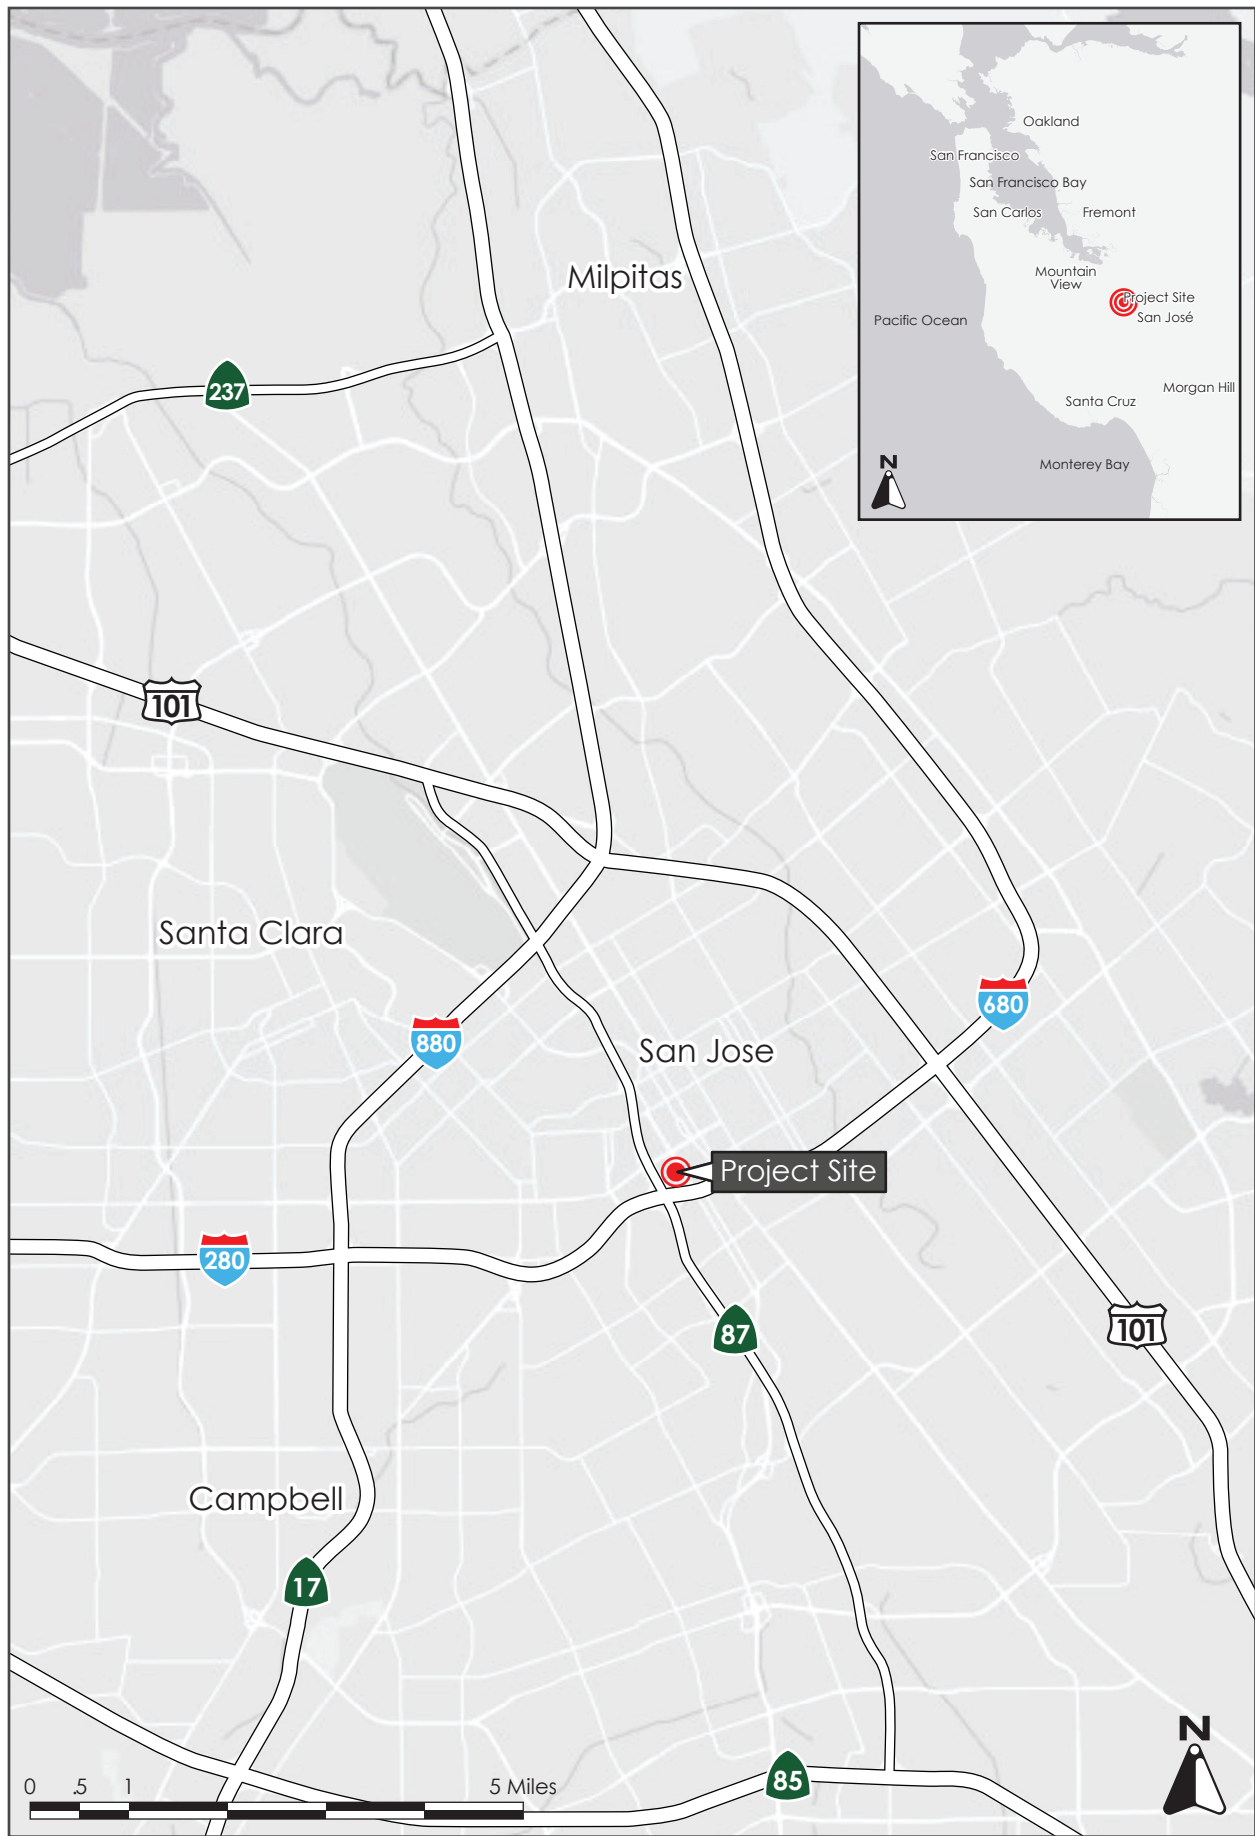 Oakland
San Francisco
San Francisco Bay
San Carlos
Fremont
Mountain
View
Project Site
San José
Pacific Ocean
Morgan Hill
Santa Cruz
Monterey Bay
N
Milpitas
237
101
Santa Clara
880
680
San Jose
Project Site
280
87
101
Campbell
17
85
N
0 .5 1 5 Miles